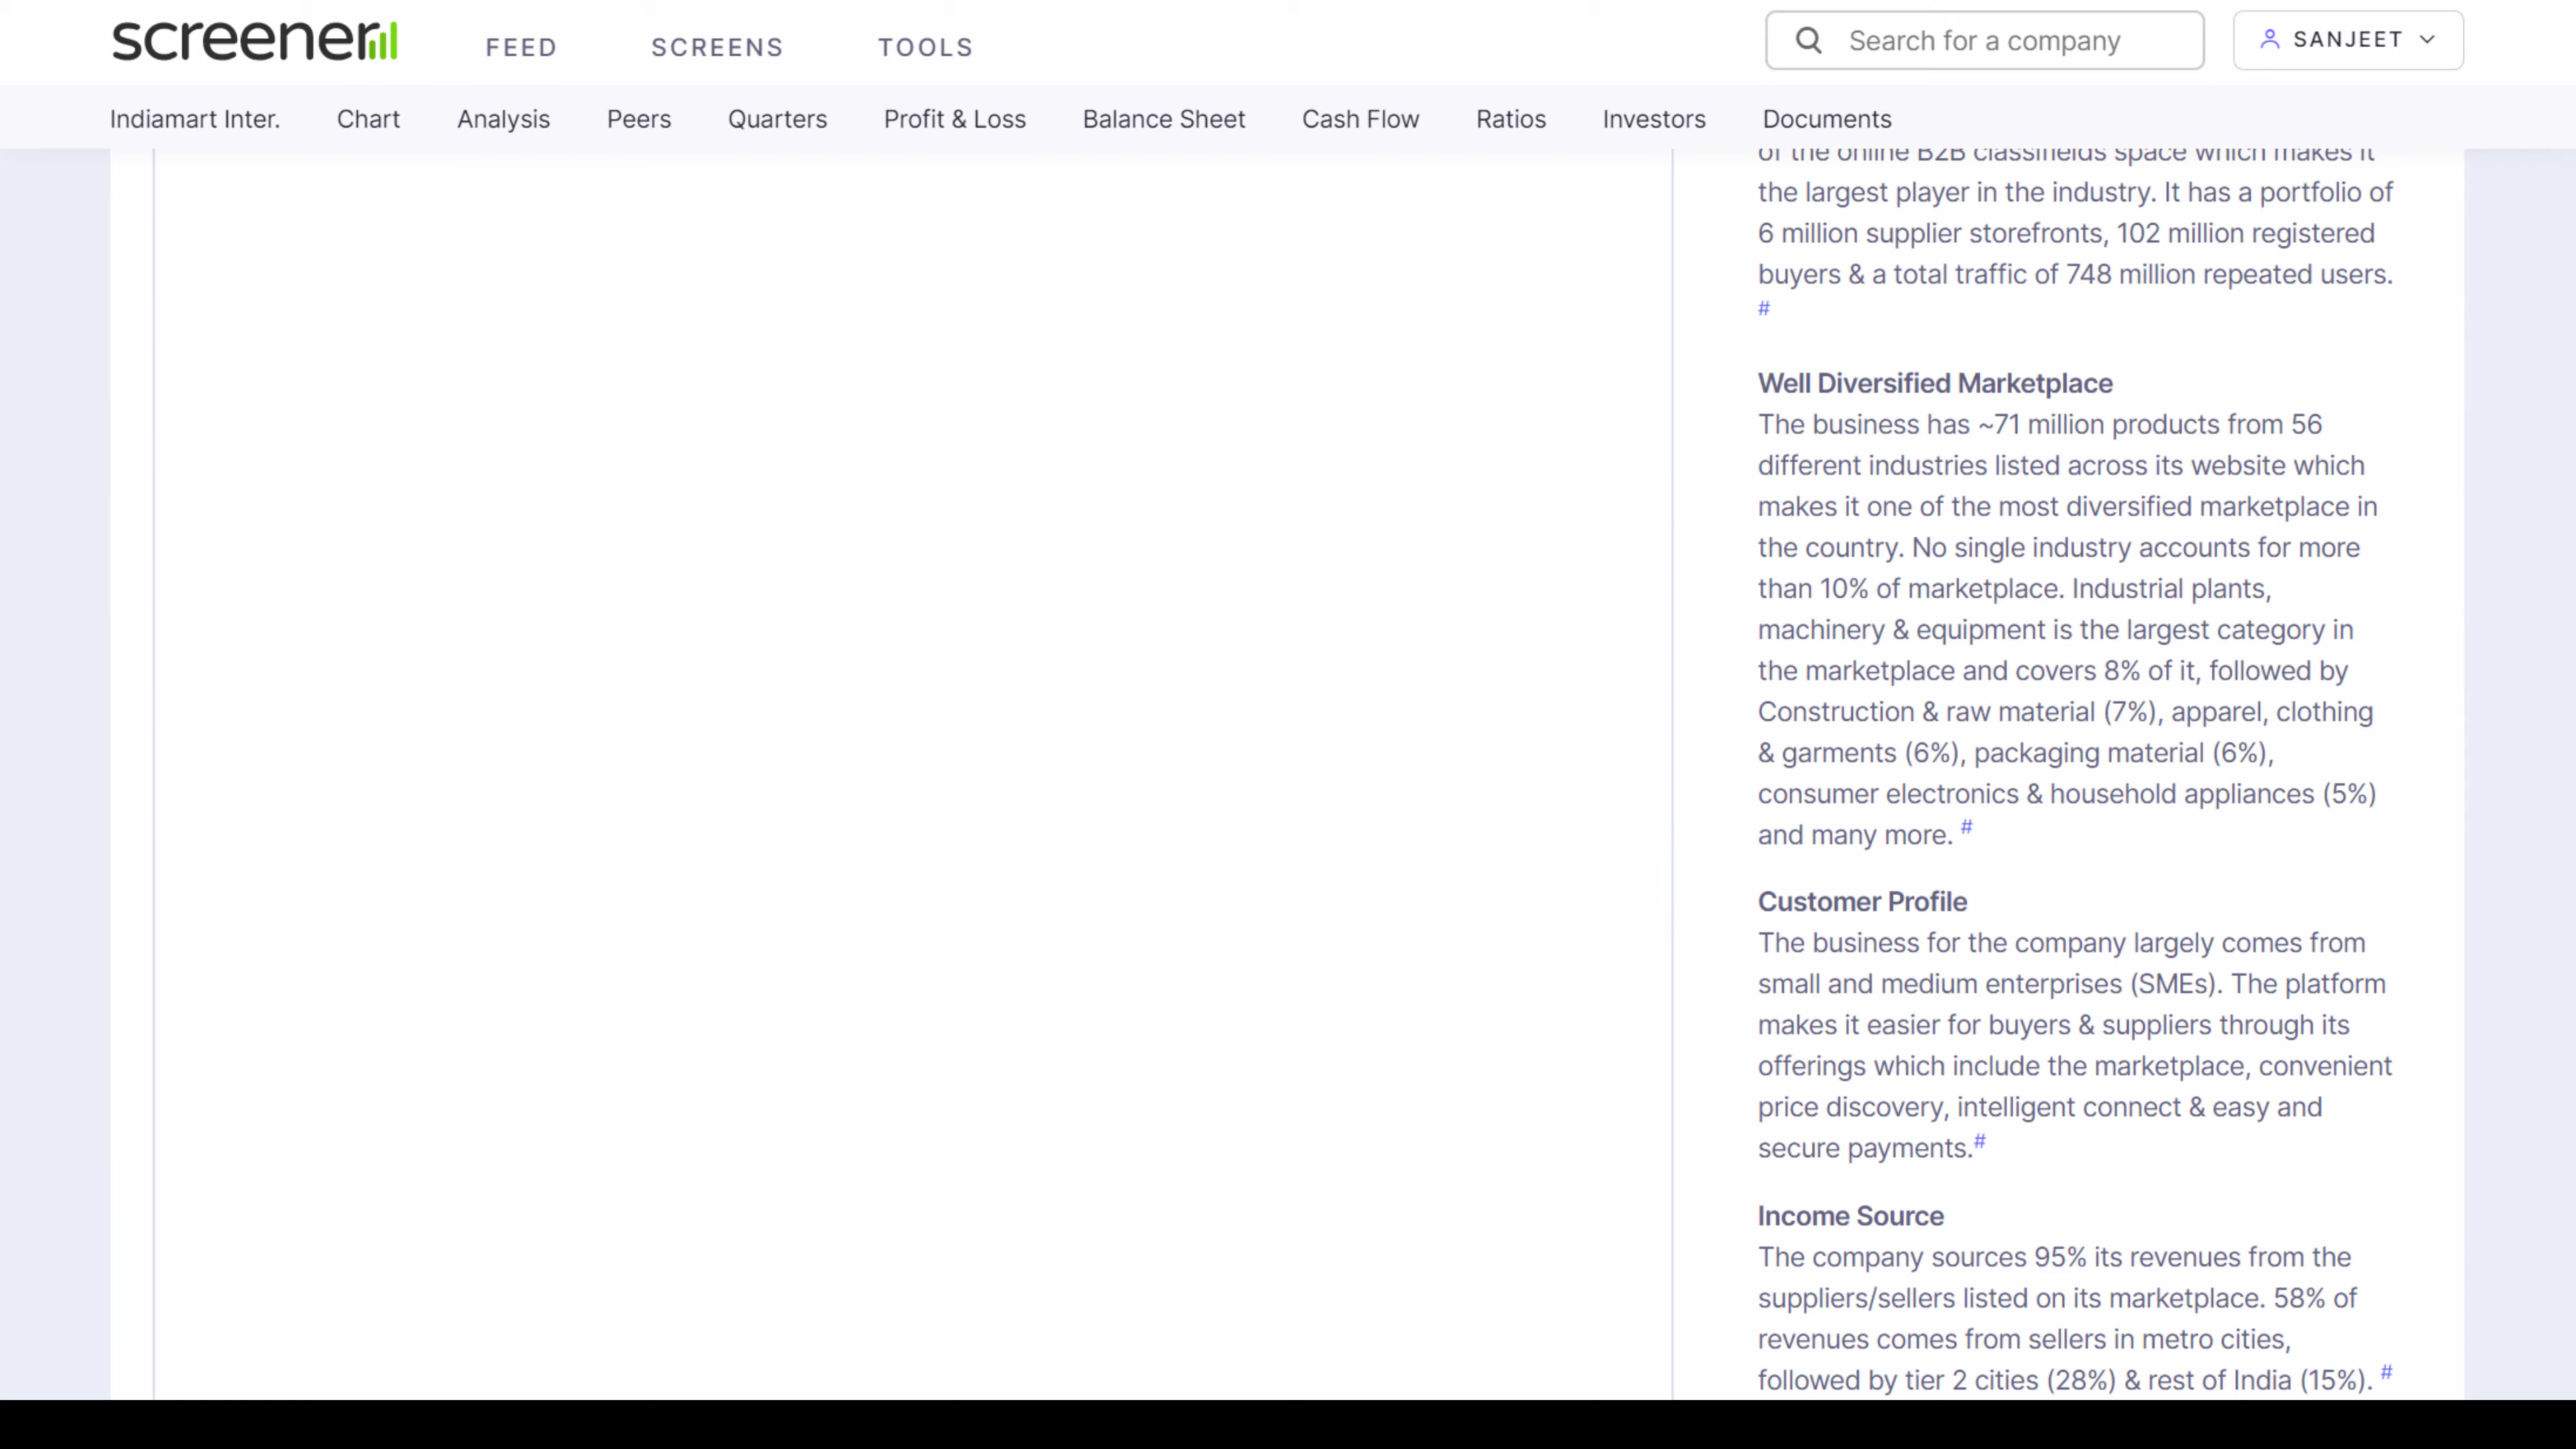 screener
FEED
SCREENS
TOOLS
Search for a company
SANJEET
Indiamart Inter.
Chart
Analysis
Peers
Quarters
Profit & Loss
Balance Sheet
Cash Flow
Ratios
Investors
Documents
of the online B2B classifieds space which makes it
the largest player in the industry. It has a portfolio of
6 million supplier storefronts, 102 million registered
buyers & a total traffic of 748 million repeated users.
#
Well Diversified Marketplace
The business has ~71 million products from 56
different industries listed across its website which
makes it one of the most diversified marketplace in
the country. No single industry accounts for more
than 10% of marketplace. Industrial plants,
machinery & equipment is the largest category in
the marketplace and covers 8% of it, followed by
Construction & raw material (7%), apparel, clothing
& garments (6%), packaging material (6%),
consumer electronics & household appliances (5%)
and many more. #
Customer Profile
The business for the company largely comes from
small and medium enterprises (SMEs). The platform
makes it easier for buyers & suppliers through its
offerings which include the marketplace, convenient
price discovery, intelligent connect & easy and
secure payments.#
Income Source
The company sources 95% its revenues from the
suppliers/sellers listed on its marketplace. 58% of
revenues comes from sellers in metro cities,
followed by tier 2 cities (28%) & rest of India (15%). #